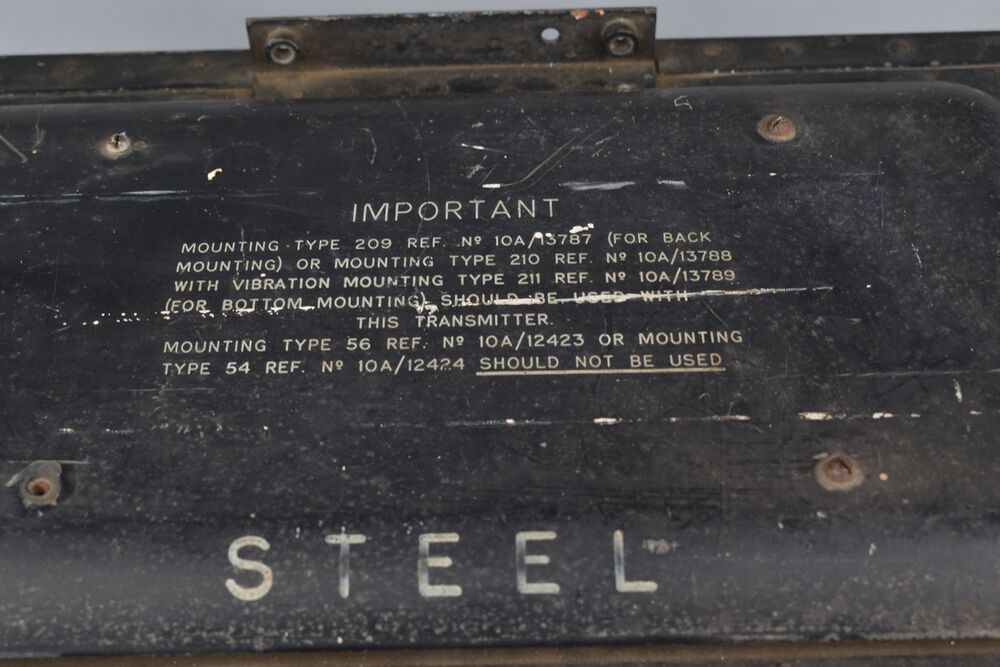 IMPORTANT
MOUNTING TYPE 209 REF. Nº 10A/13787 (FOR BACK
MOUNTING) OR MOUNTING TYPE 210 REF. Nº 10A/13788
WITH VIBRATION MOUNTING TYPE 211 REF. Nº 10A/13789
(FOR BOTTOM MOUNTING) SHOULD BE USED WITH
THIS TRANSMITTER.
MOUNTING TYPE 56 REF. Nº 10A/12423 OR MOUNTING
TYPE 54 REF. Nº 10A/12424 SHOULD NOT BE USED
STEEL